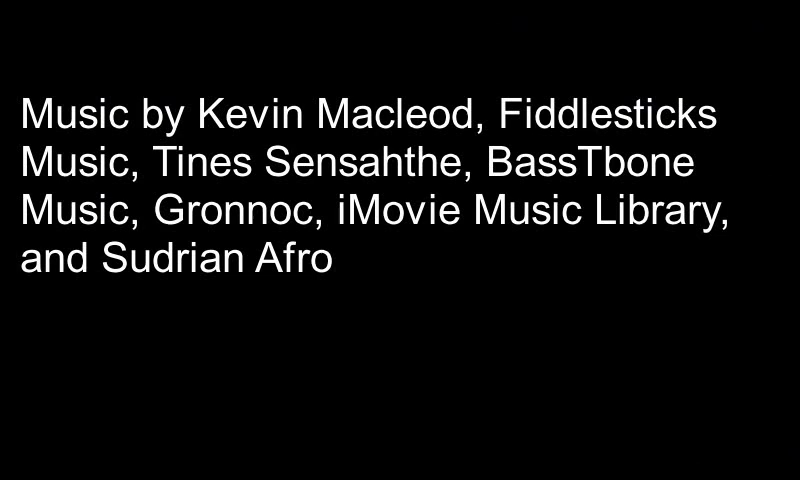 Music by Kevin Macleod, Fiddlesticks
Music, Tines Sensahthe, BassTbone
Music, Gronnoc, iMovie Music Library,
and Sudrian Afro